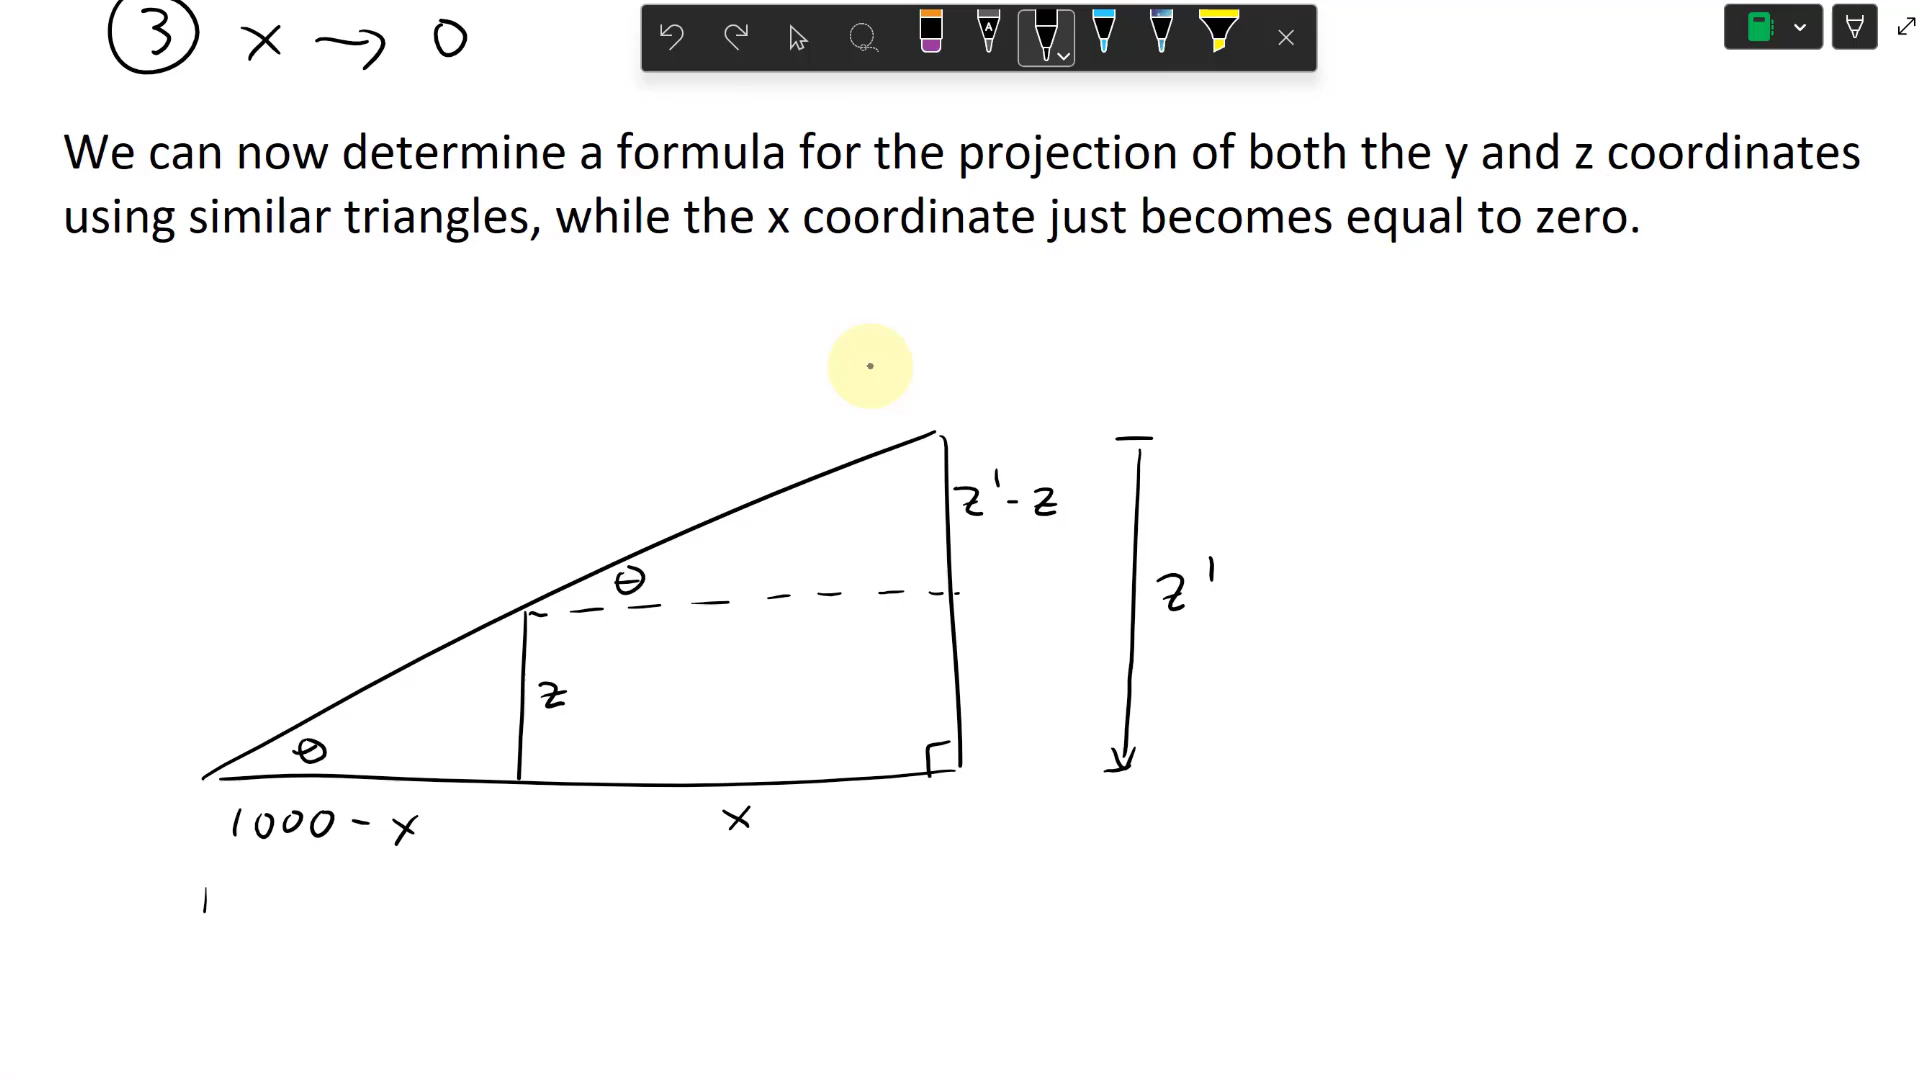 ③ x → 0
We can now determine a formula for the projection of both the y and z coordinates
using similar triangles, while the x coordinate just becomes equal to zero.
z' - z
θ
z'
z
θ
1000 - x
x